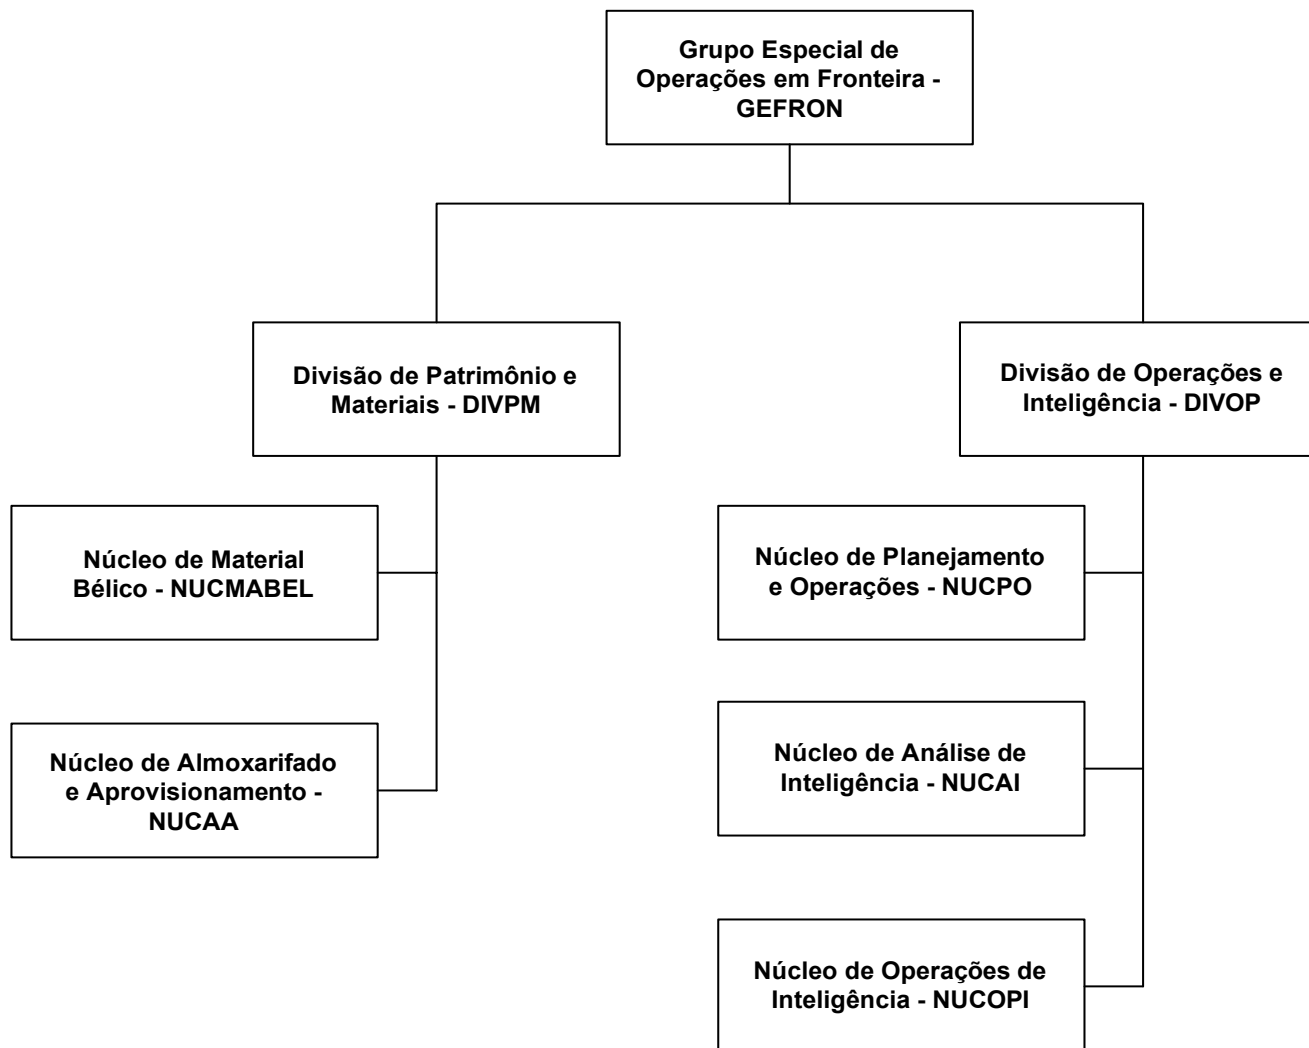 Grupo Especial de
Operações em Fronteira -
GEFRON
Divisão de Patrimônio e
Materiais - DIVPM
Divisão de Operações e
Inteligência - DIVOP
Núcleo de Material
Bélico - NUCMABEL
Núcleo de Planejamento
e Operações - NUCPO
Núcleo de Almoxarifado
e Aprovisionamento -
NUCAA
Núcleo de Análise de
Inteligência - NUCAI
Núcleo de Operações de
Inteligência - NUCOPI